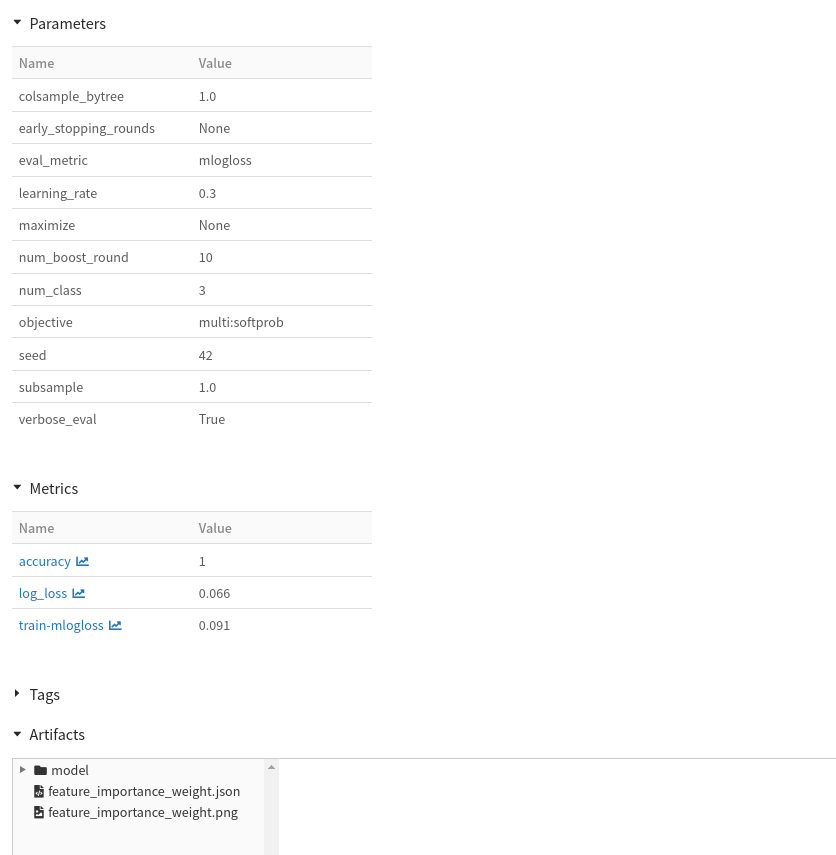 Parameters
Name Value
colsample_bytree 1.0
early_stopping_rounds None
eval_metric mlogloss
learning_rate 0.3
maximize None
num_boost_round 10
num_class 3
objective multi:softprob
seed 42
subsample 1.0
verbose_eval True
Metrics
Name Value
accuracy 1
log_loss 0.066
train-mlogloss 0.091
Tags
Artifacts
model
feature_importance_weight.json
feature_importance_weight.png